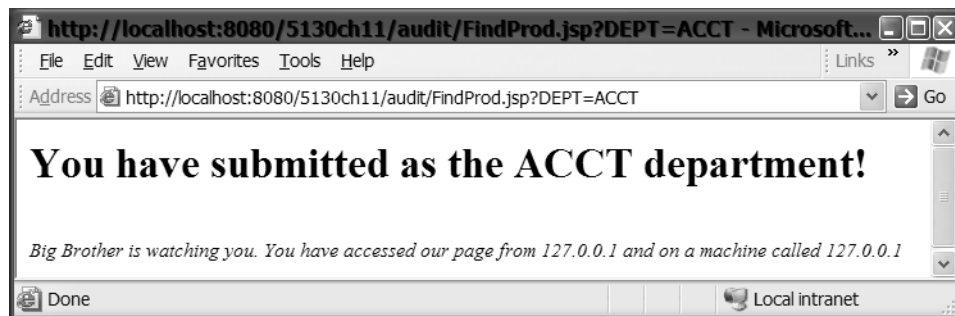 http://localhost:8080/5130ch11/audit/FindProd.jsp?DEPT=ACCT - Microsoft...
File Edit View Favorites Tools Help Links »
Address http://localhost:8080/5130ch11/audit/FindProd.jsp?DEPT=ACCT Go
You have submitted as the ACCT department!
Big Brother is watching you. You have accessed our page from 127.0.0.1 and on a machine called 127.0.0.1
Done Local intranet